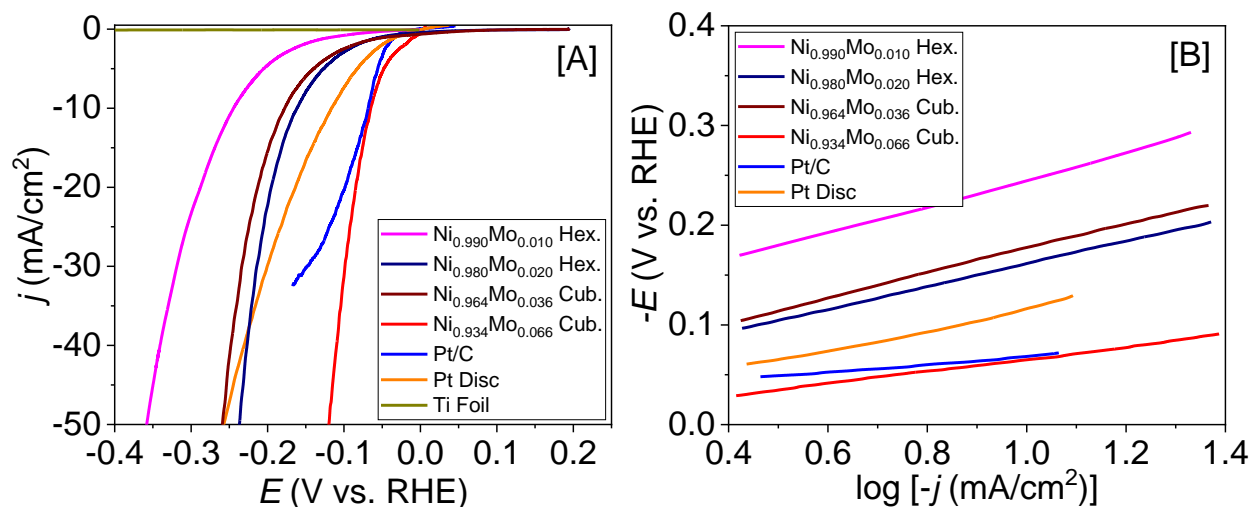 [A]
0
-10
-20
-30
-40
-50
j (mA/cm²)
-0.4 -0.3 -0.2 -0.1 0.0 0.1 0.2
E (V vs. RHE)
Ni₀.₉₉₀Mo₀.₀₁₀ Hex.
Ni₀.₉₈₀Mo₀.₀₂₀ Hex.
Ni₀.₉₆₄Mo₀.₀₃₆ Cub.
Ni₀.₉₃₄Mo₀.₀₆₆ Cub.
Pt/C
Pt Disc
Ti Foil
[B]
0.4
0.3
0.2
0.1
0.0
-E (V vs. RHE)
0.4 0.6 0.8 1.0 1.2 1.4
log [-j (mA/cm²)]
Ni₀.₉₉₀Mo₀.₀₁₀ Hex.
Ni₀.₉₈₀Mo₀.₀₂₀ Hex.
Ni₀.₉₆₄Mo₀.₀₃₆ Cub.
Ni₀.₉₃₄Mo₀.₀₆₆ Cub.
Pt/C
Pt Disc